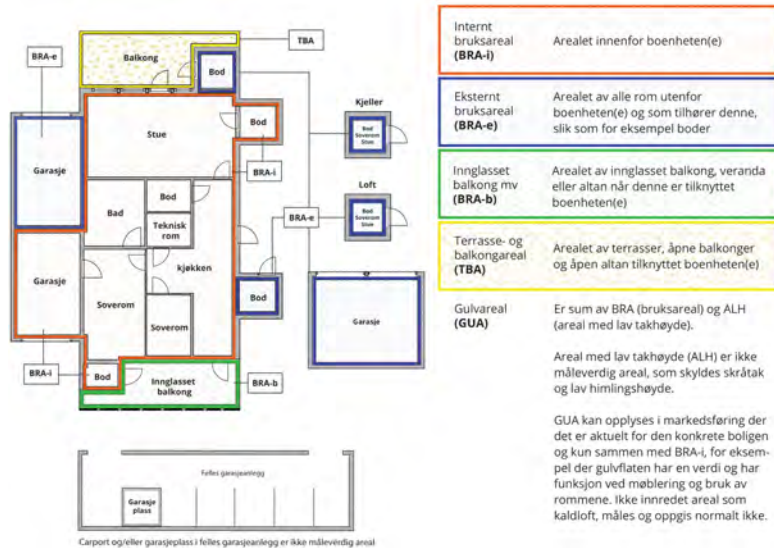 TBA
BRA-e
Balkong
Bod
Kjeller
Stue
Bod
Bod
Soverom
Stue
BRA-i
Garasje
Loft
Bod
Bad
Teknisk
rom
BRA-e
Bod
Soverom
Stue
kjøkken
Garasje
Soverom
Bod
Garasje
Soverom
BRA-i
Bod
Innglasset
balkong
BRA-b
Felles garasjeanlegg
Garasje
plass
Carport og/eller garasjeplass i felles garasjeanlegg er ikke måleverdig areal
Internt
bruksareal
(BRA-i)
Arealet innenfor boenheten(e)
Eksternt
bruksareal
(BRA-e)
Arealet av alle rom utenfor
boenheten(e) og som tilhører denne,
slik som for eksempel boder
Innglasset
balkong mv
(BRA-b)
Arealet av innglasset balkong, veranda
eller altan når denne er tilknyttet
boenheten(e)
Terrasse- og
balkongareal
(TBA)
Arealet av terrasser, åpne balkonger
og åpen altan tilknyttet boenheten(e)
Gulvareal
(GUA)
Er sum av BRA (bruksareal) og ALH
(areal med lav takhøyde).
Areal med lav takhøyde (ALH) er ikke
måleverdig areal, som skyldes skråtak
og lav himlingshøyde.
GUA kan opplyses i markedsføring der
det er aktuelt for den konkrete boligen
og kun sammen med BRA-i, for eksem-
pel der gulvflaten har en verdi og har
funksjon ved møblering og bruk av
rommene. Ikke innredet areal som
kaldloft, måles og oppgis normalt ikke.